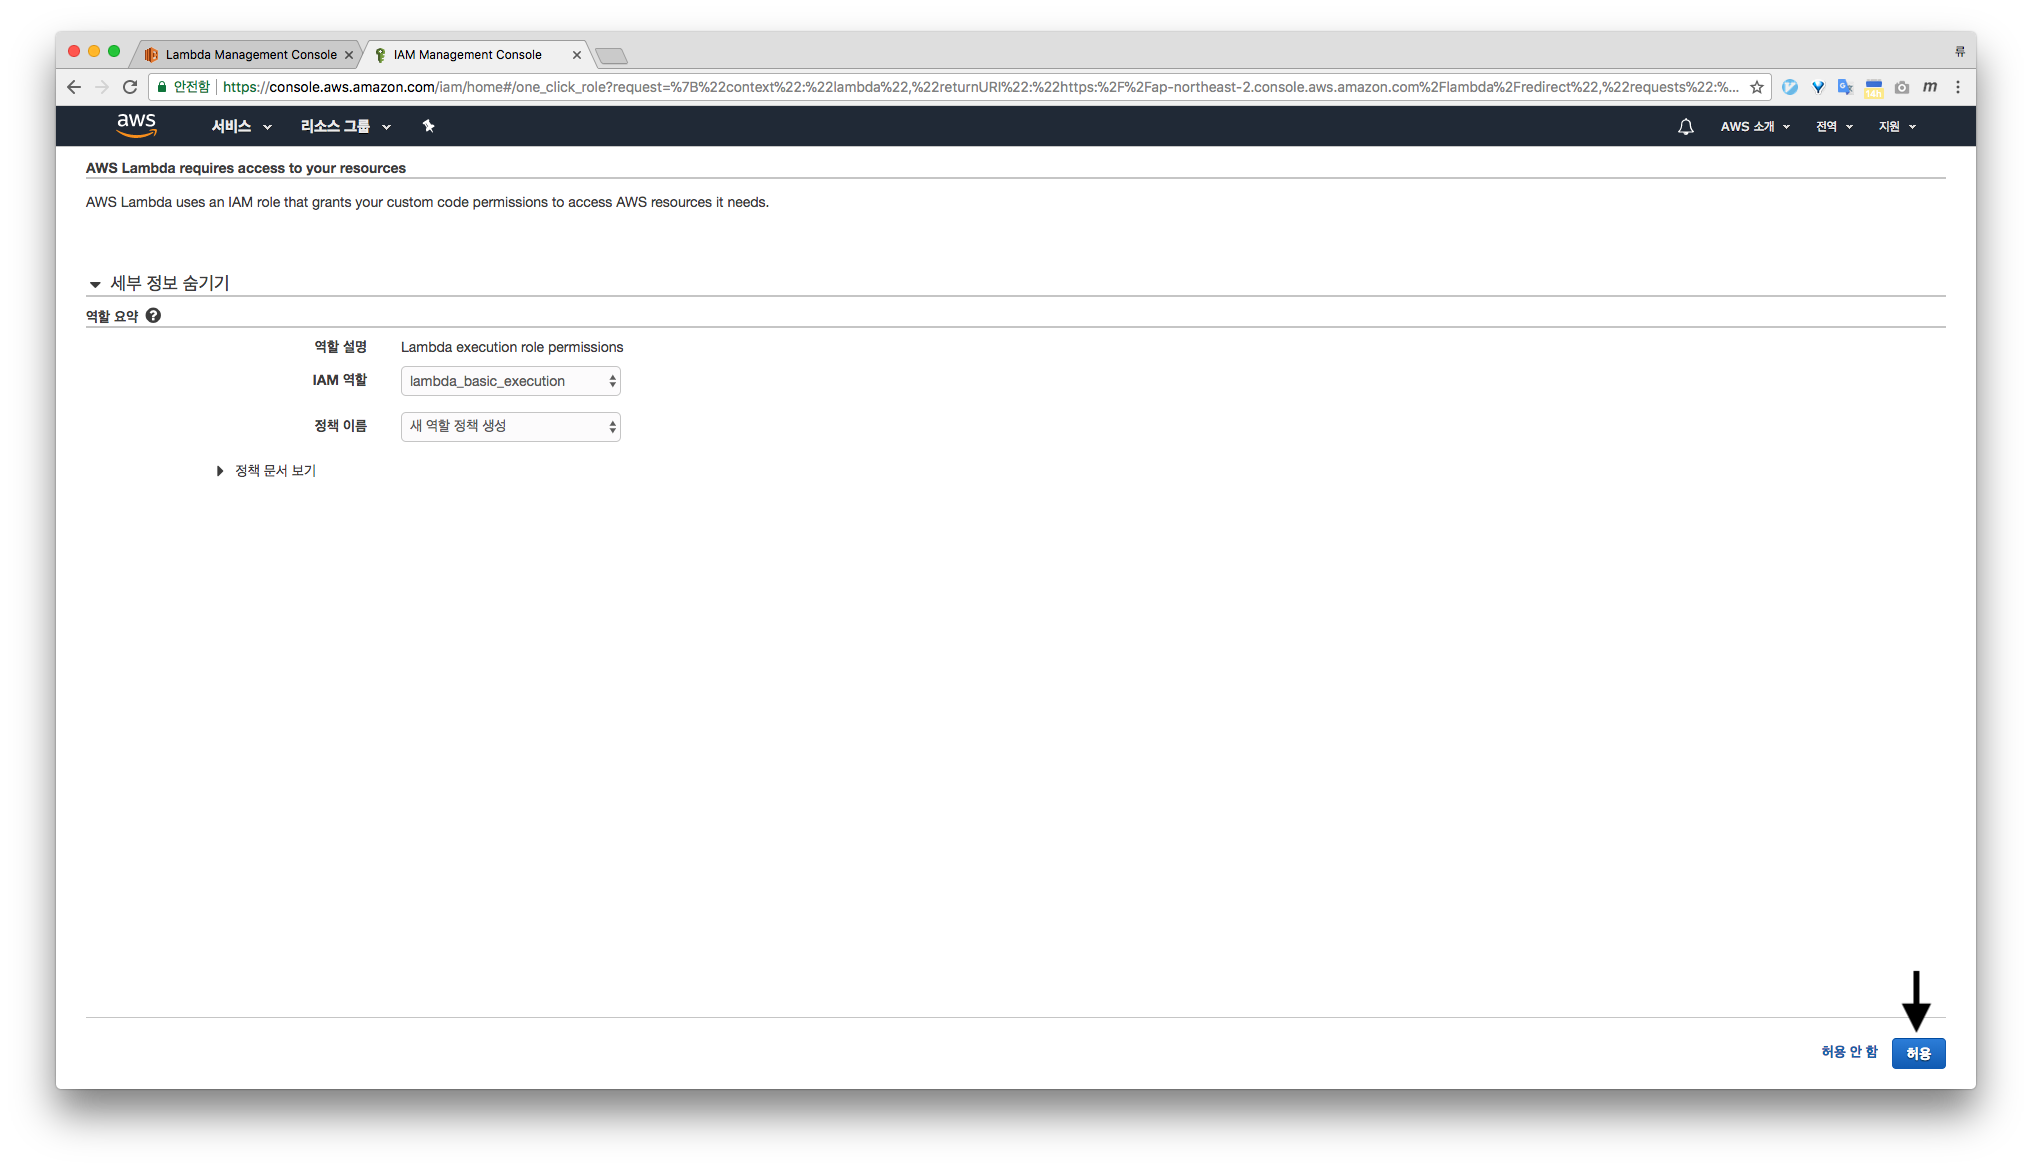 Lambda Management Console
IAM Management Console
류
안전함 https://console.aws.amazon.com/iam/home#/one_click_role?request=%7B%22context%22:%22lambda%22,%22returnURI%22:%22https:%2F%2Fap-northeast-2.console.aws.amazon.com%2Flambda%2Fredirect%22,%22requests%22:%...
m
aws 서비스 리소스 그룹 AWS 소개 전역 지원
AWS Lambda requires access to your resources
AWS Lambda uses an IAM role that grants your custom code permissions to access AWS resources it needs.
세부 정보 숨기기
역할 요약 ?
역할 설명 Lambda execution role permissions
IAM 역할 lambda_basic_execution
정책 이름 새 역할 정책 생성
정책 문서 보기
허용 안 함 허용